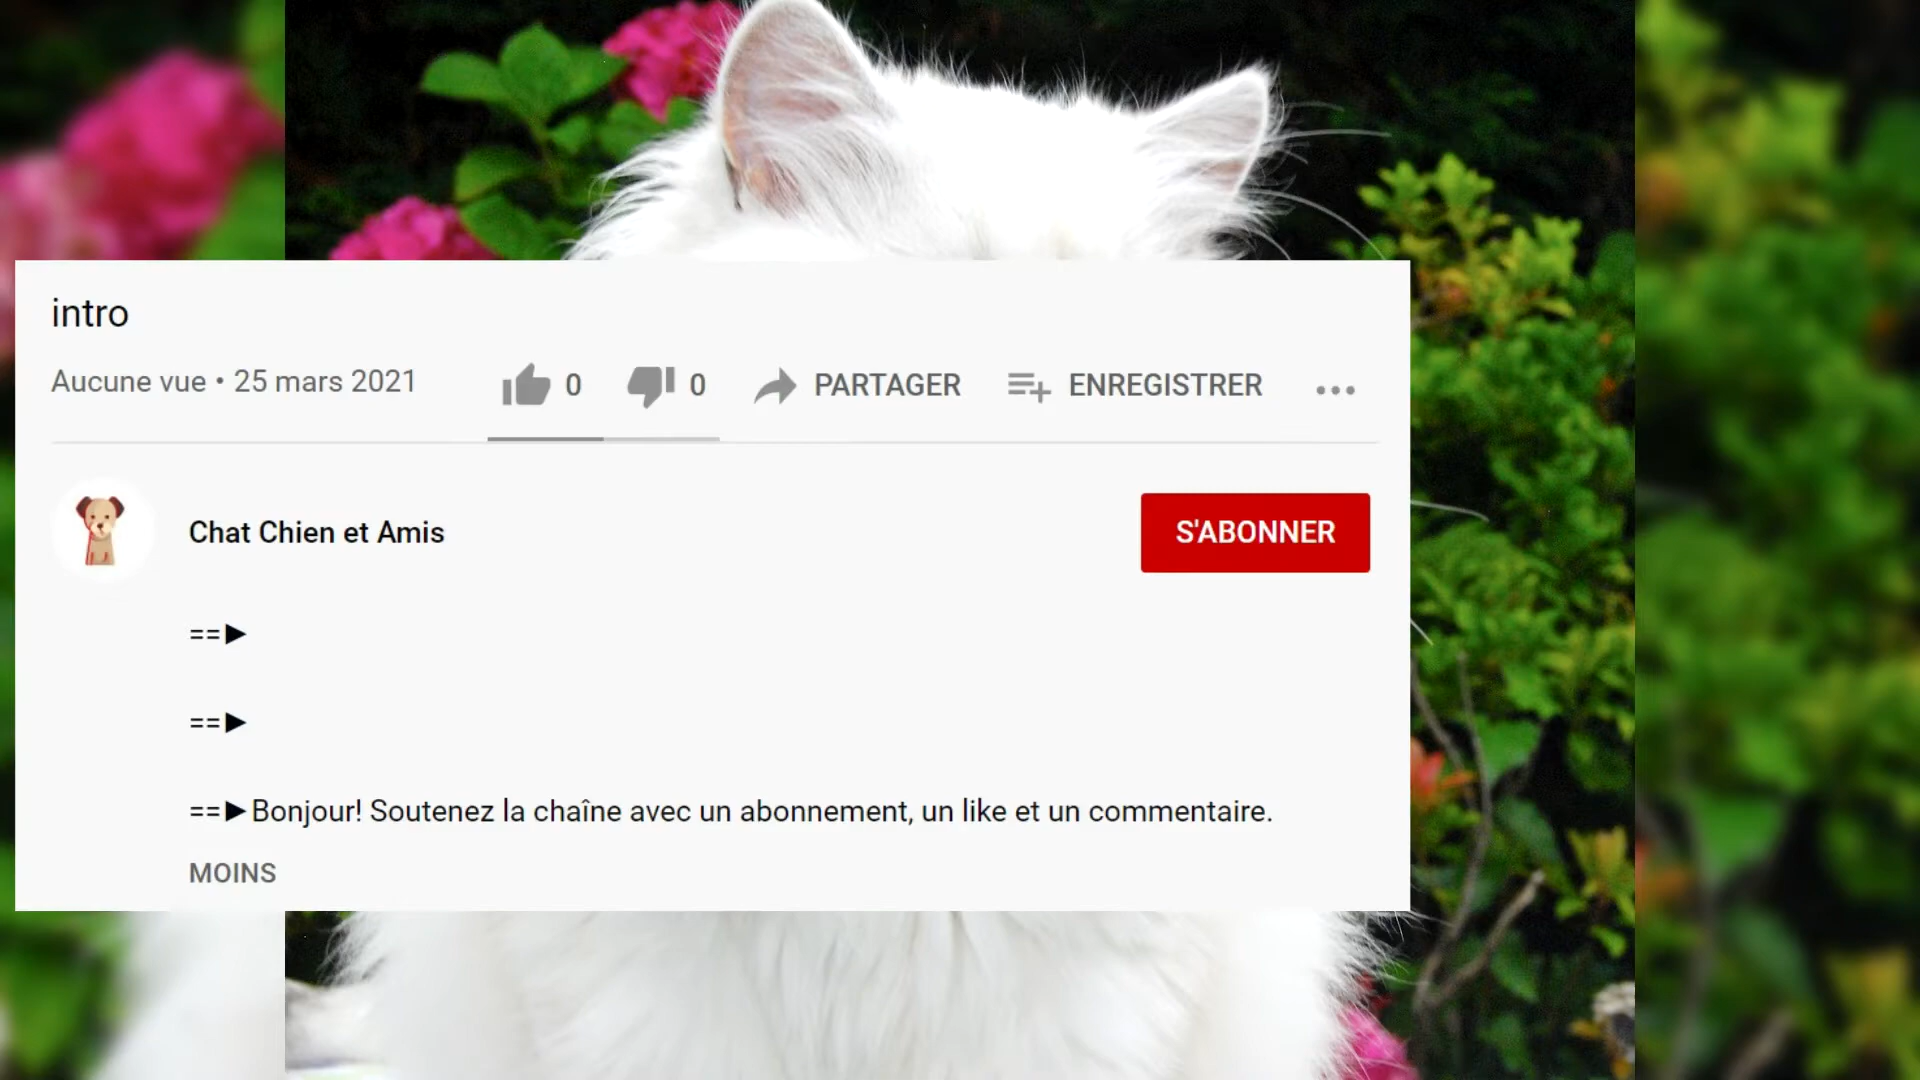 intro
Aucune vue • 25 mars 2021
0
0
PARTAGER
ENREGISTRER
Chat Chien et Amis
S'ABONNER
==►
==►
==►Bonjour! Soutenez la chaîne avec un abonnement, un like et un commentaire.
MOINS